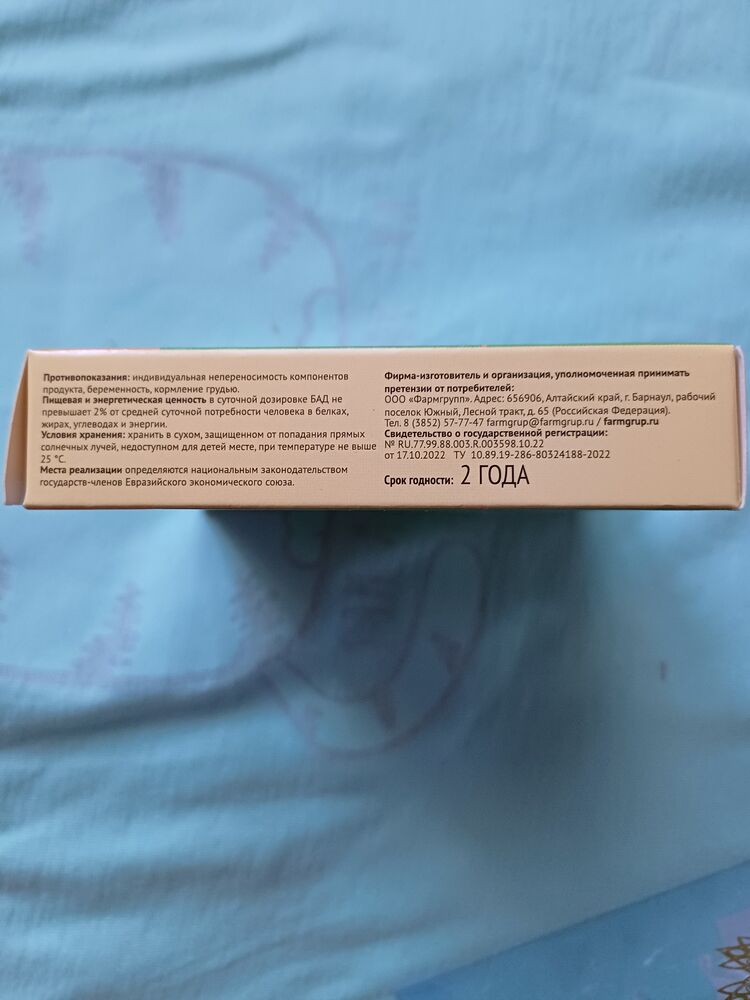 Противопоказания: индивидуальная непереносимость компонентов
продукта, беременность, кормление грудью.
Пищевая и энергетическая ценность в суточной дозировке БАД не
превышает 2% от средней суточной потребности человека в белках,
жирах, углеводах и энергии.
Условия хранения: хранить в сухом, защищенном от попадания прямых
солнечных лучей, недоступном для детей месте, при температуре не выше
25 °С.
Места реализации определяются национальным законодательством
государств-членов Евразийского экономического союза.
Фирма-изготовитель и организация, уполномоченная принимать
претензии от потребителей:
ООО «Фармгрупп». Адрес: 656906, Алтайский край, г. Барнаул, рабочий
поселок Южный, Лесной тракт, д. 65 (Российская Федерация).
Тел. 8 (3852) 57-77-47 farmgrup@farmgrup.ru / farmgrup.ru
Свидетельство о государственной регистрации:
№ RU.77.99.88.003.R.003598.10.22
от 17.10.2022 ТУ 10.89.19-286-80324188-2022
Срок годности: 2 ГОДА